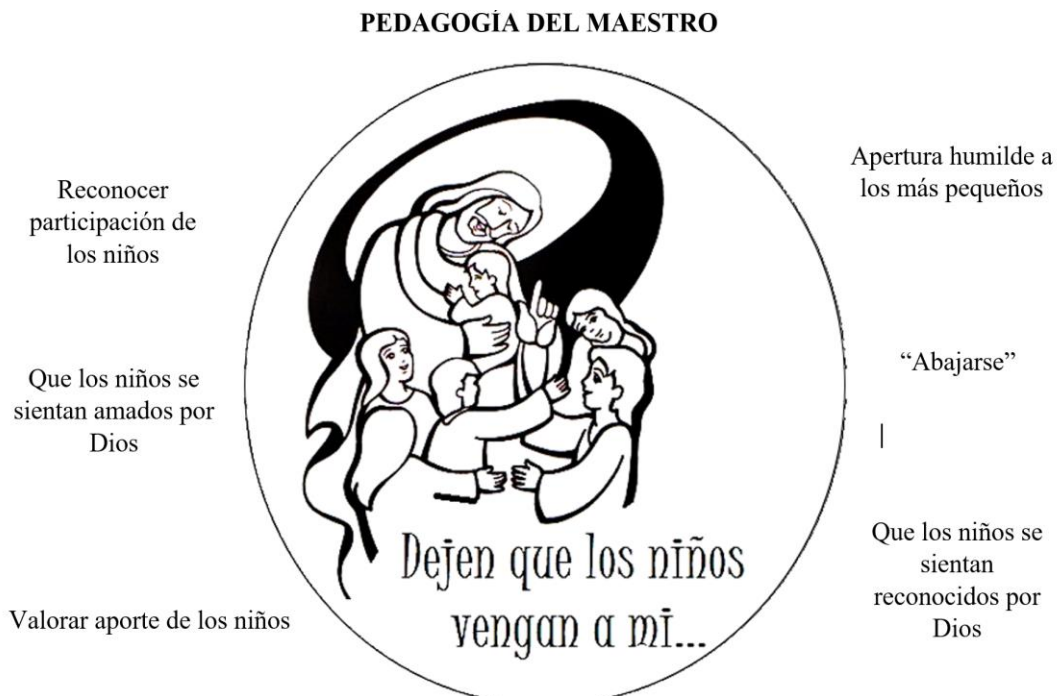 PEDAGOGÍA DEL MAESTRO
Reconocer
participación de
los niños
Que los niños se
sientan amados por
Dios
Valorar aporte de los niños
Dejen que los niños
vengan a mi...
Apertura humilde a
los más pequeños
“Abajarse”
Que los niños se
sientan
reconocidos por
Dios